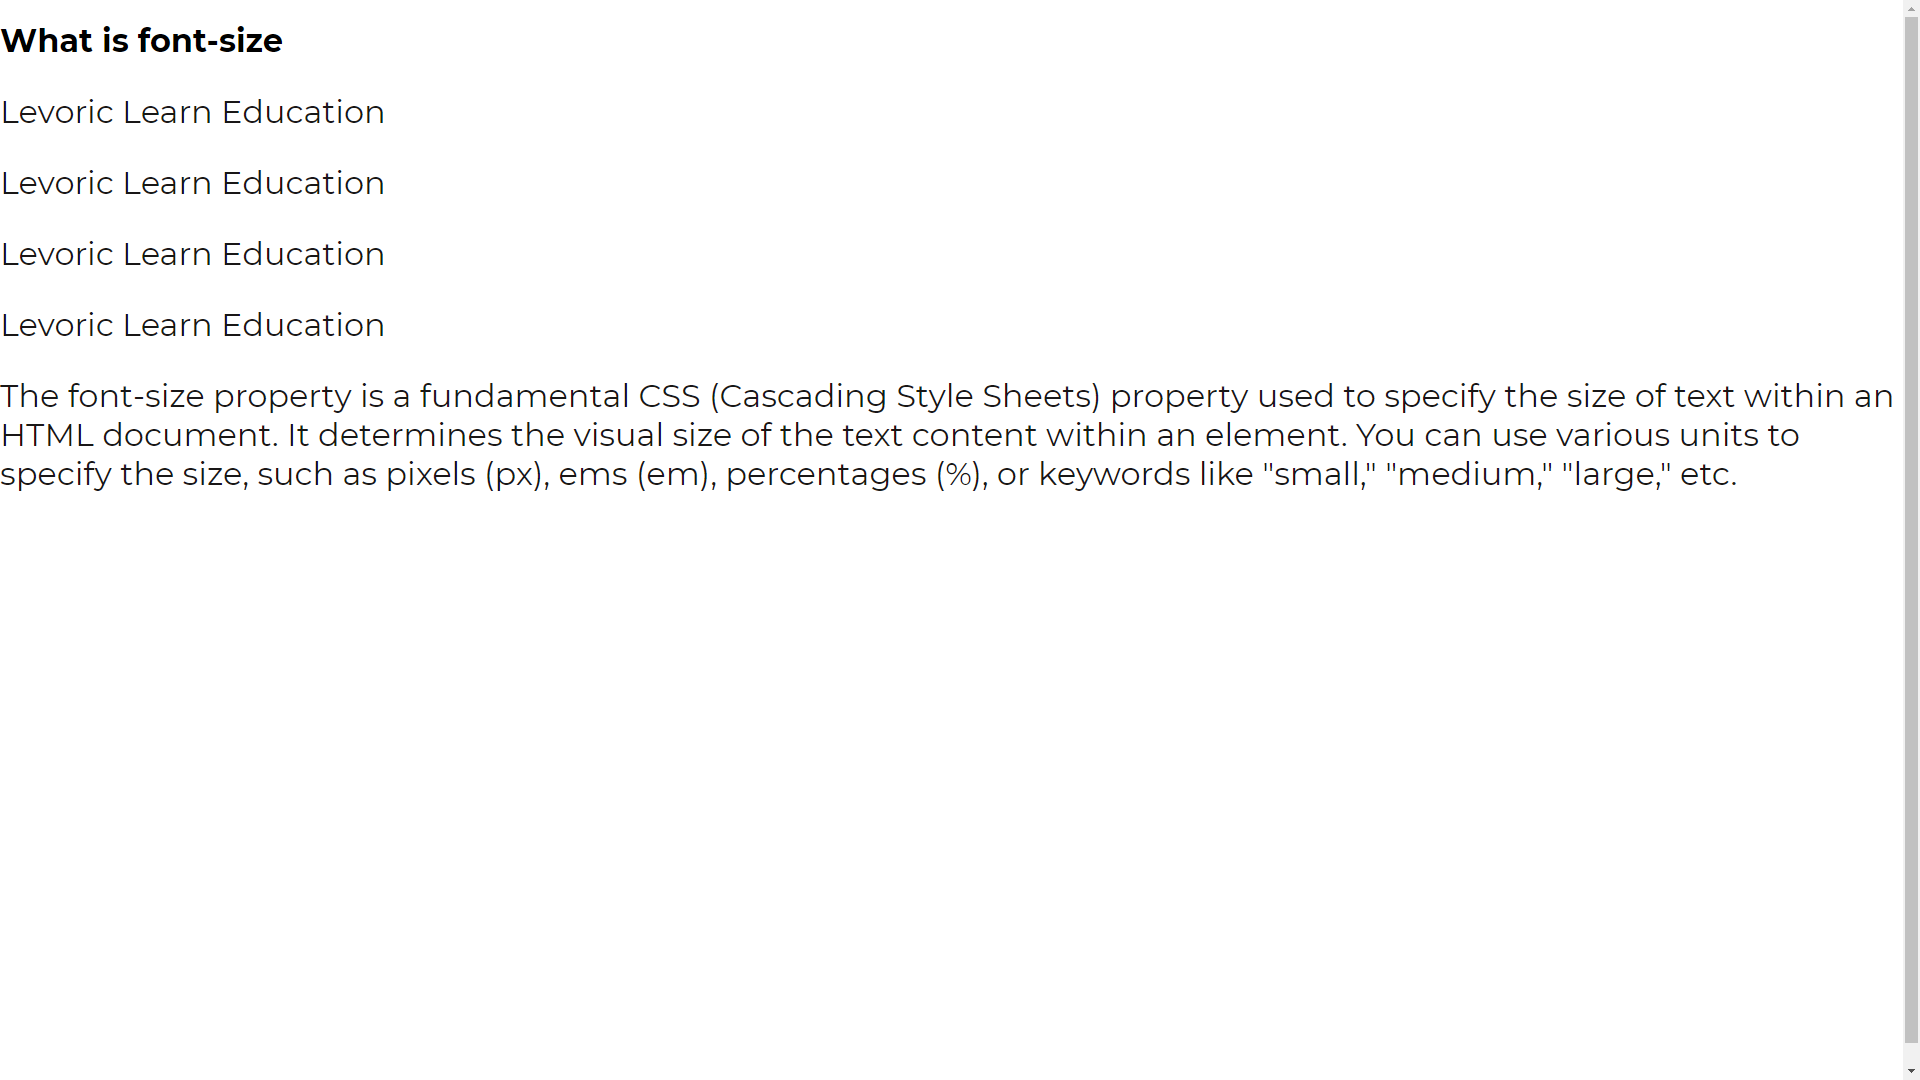 What is font-size
Levoric Learn Education
Levoric Learn Education
Levoric Learn Education
Levoric Learn Education
The font-size property is a fundamental CSS (Cascading Style Sheets) property used to specify the size of text within an
HTML document. It determines the visual size of the text content within an element. You can use various units to
specify the size, such as pixels (px), ems (em), percentages (%), or keywords like "small," "medium," "large," etc.